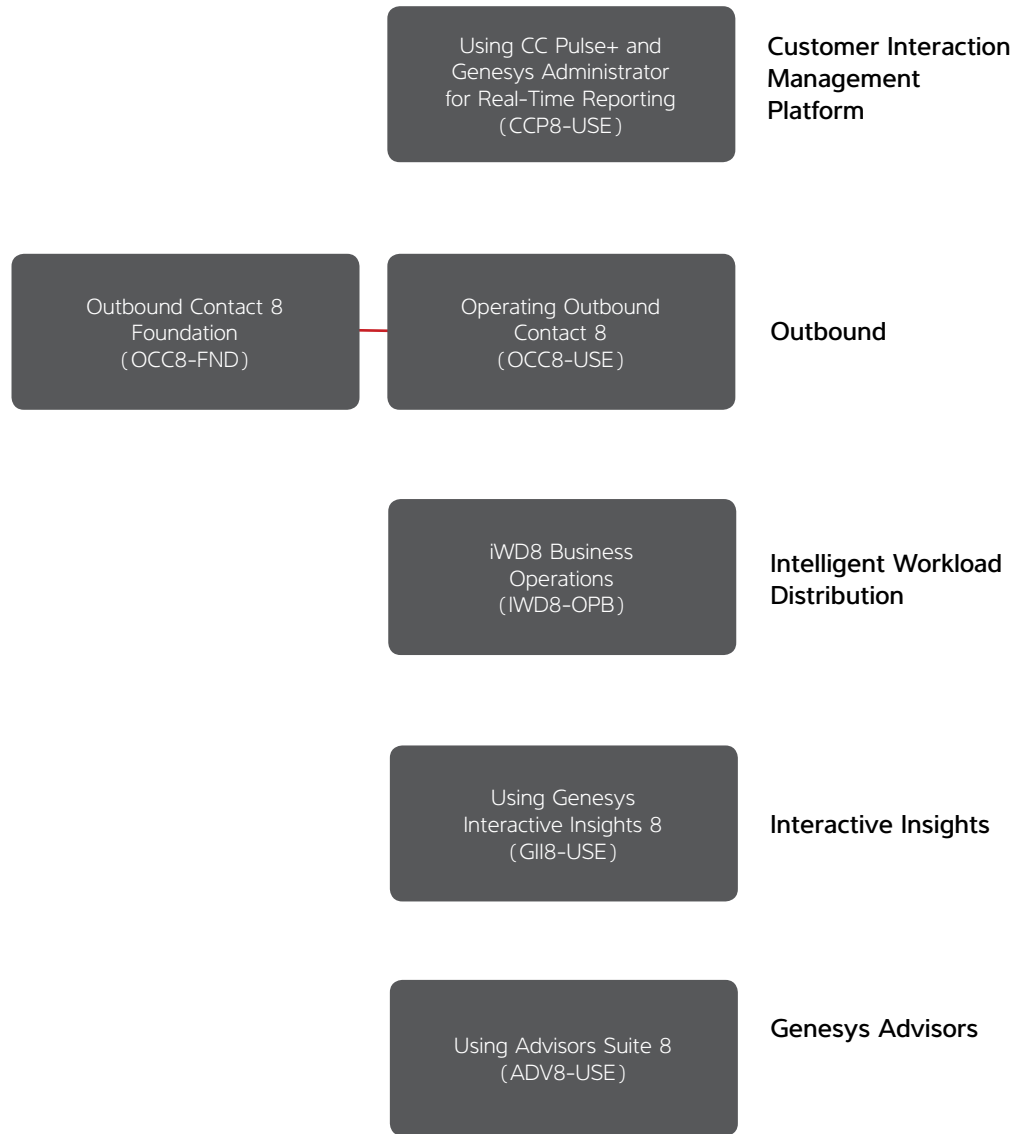 Using CC Pulse+ and
Genesys Administrator
for Real-Time Reporting
(CCP8-USE)
Customer Interaction
Management
Platform
Outbound Contact 8
Foundation
(OCC8-FND)
Operating Outbound
Contact 8
(OCC8-USE)
Outbound
iWD8 Business
Operations
(IWD8-OPB)
Intelligent Workload
Distribution
Using Genesys
Interactive Insights 8
(GII8-USE)
Interactive Insights
Using Advisors Suite 8
(ADV8-USE)
Genesys Advisors